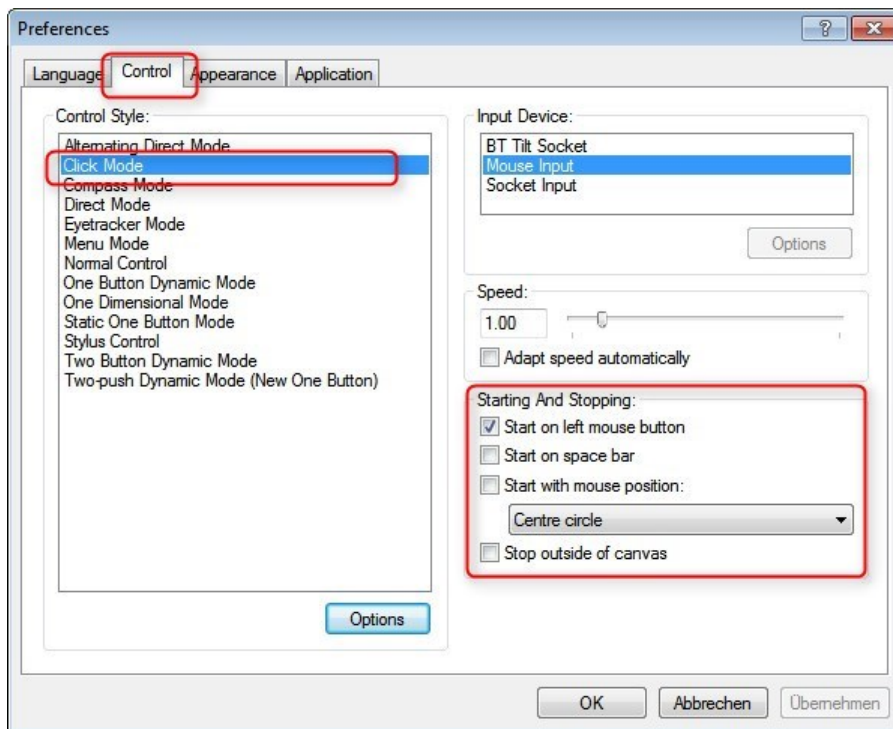 Preferences
Language Control Appearance Application
Control Style:
Alternating Direct Mode
Click Mode
Compass Mode
Direct Mode
Eyetracker Mode
Menu Mode
Normal Control
One Button Dynamic Mode
One Dimensional Mode
Static One Button Mode
Stylus Control
Two Button Dynamic Mode
Two-push Dynamic Mode (New One Button)
Options
Input Device:
BT Tilt Socket
Mouse Input
Socket Input
Options
Speed:
1.00
Adapt speed automatically
Starting And Stopping:
Start on left mouse button
Start on space bar
Start with mouse position:
Centre circle
Stop outside of canvas
OK Abbrechen Übernehmen